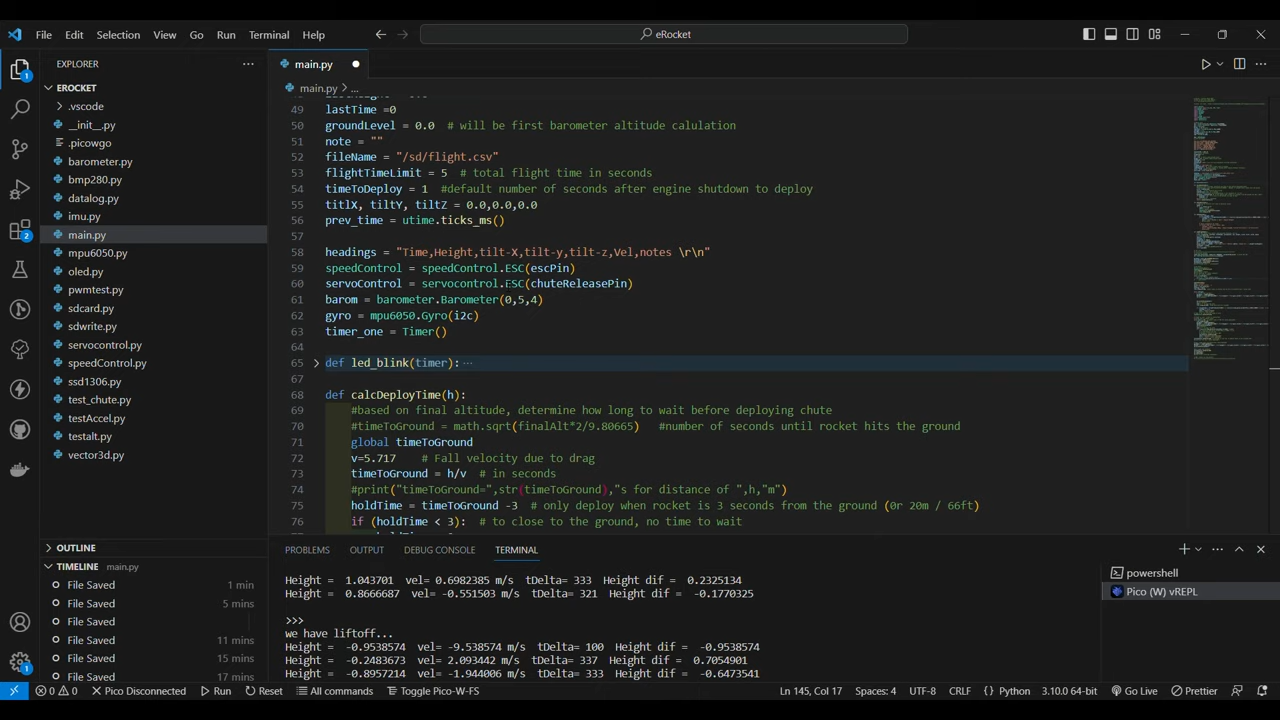 File Edit Selection View Go Run Terminal Help
eRocket
EXPLORER
EROCKET
.vscode
__init__.py
.picowgo
barometer.py
bmp280.py
datalog.py
imu.py
main.py
mpu6050.py
oled.py
pwmtest.py
sdcard.py
sdwrite.py
servocontrol.py
speedControl.py
ssd1306.py
test_chute.py
testAccel.py
testalt.py
vector3d.py
OUTLINE
TIMELINE main.py
File Saved 1 min
File Saved 5 mins
File Saved
File Saved 11 mins
File Saved 15 mins
File Saved 17 mins
main.py
main.py > ...
49 lastTime =0
50 groundLevel = 0.0 # will be first barometer altitude calulation
51 note = ""
52 fileName = "/sd/flight.csv"
53 flightTimeLimit = 5 # total flight time in seconds
54 timeToDeploy = 1 #default number of seconds after engine shutdown to deploy
55 titlX, tiltY, tiltZ = 0.0,0.0,0.0
56 prev_time = utime.ticks_ms()
57
58 headings = "Time,Height,tilt-X,tilt-y,tilt-z,Vel,notes \r\n"
59 speedControl = speedControl.ESC(escPin)
60 servoControl = servocontrol.ESC(chuteReleasePin)
61 barom = barometer.Barometer(0,5,4)
62 gyro = mpu6050.Gyro(i2c)
63 timer_one = Timer()
64
65 def led_blink(timer): ...
67
68 def calcDeployTime(h):
69 #based on final altitude, determine how long to wait before deploying chute
70 #timeToGround = math.sqrt(finalAlt*2/9.80665) #number of seconds until rocket hits the ground
71 global timeToGround
72 v=5.717 # Fall velocity due to drag
73 timeToGround = h/v # in seconds
74 #print("timeToGround=",str(timeToGround),"s for distance of ",h,"m")
75 holdTime = timeToGround -3 # only deploy when rocket is 3 seconds from the ground (0r 20m / 66ft)
76 if (holdTime < 3): # to close to the ground, no time to wait
PROBLEMS OUTPUT DEBUG CONSOLE TERMINAL
Height = 1.043701 vel= 0.6982385 m/s tDelta= 333 Height dif = 0.2325134
Height = 0.8666687 vel= -0.551503 m/s tDelta= 321 Height dif = -0.1770325
>>>
we have liftoff...
Height = -0.9538574 vel= -9.538574 m/s tDelta= 100 Height dif = -0.9538574
Height = -0.2483673 vel= 2.093442 m/s tDelta= 337 Height dif = 0.7054901
Height = -0.8957214 vel= -1.944006 m/s tDelta= 333 Height dif = -0.6473541
powershell
Pico (W) vREPL
0 0 Pico Disconnected Run Reset All commands Toggle Pico-W-FS Ln 145, Col 17 Spaces: 4 UTF-8 CRLF Python 3.10.0 64-bit Go Live Prettier